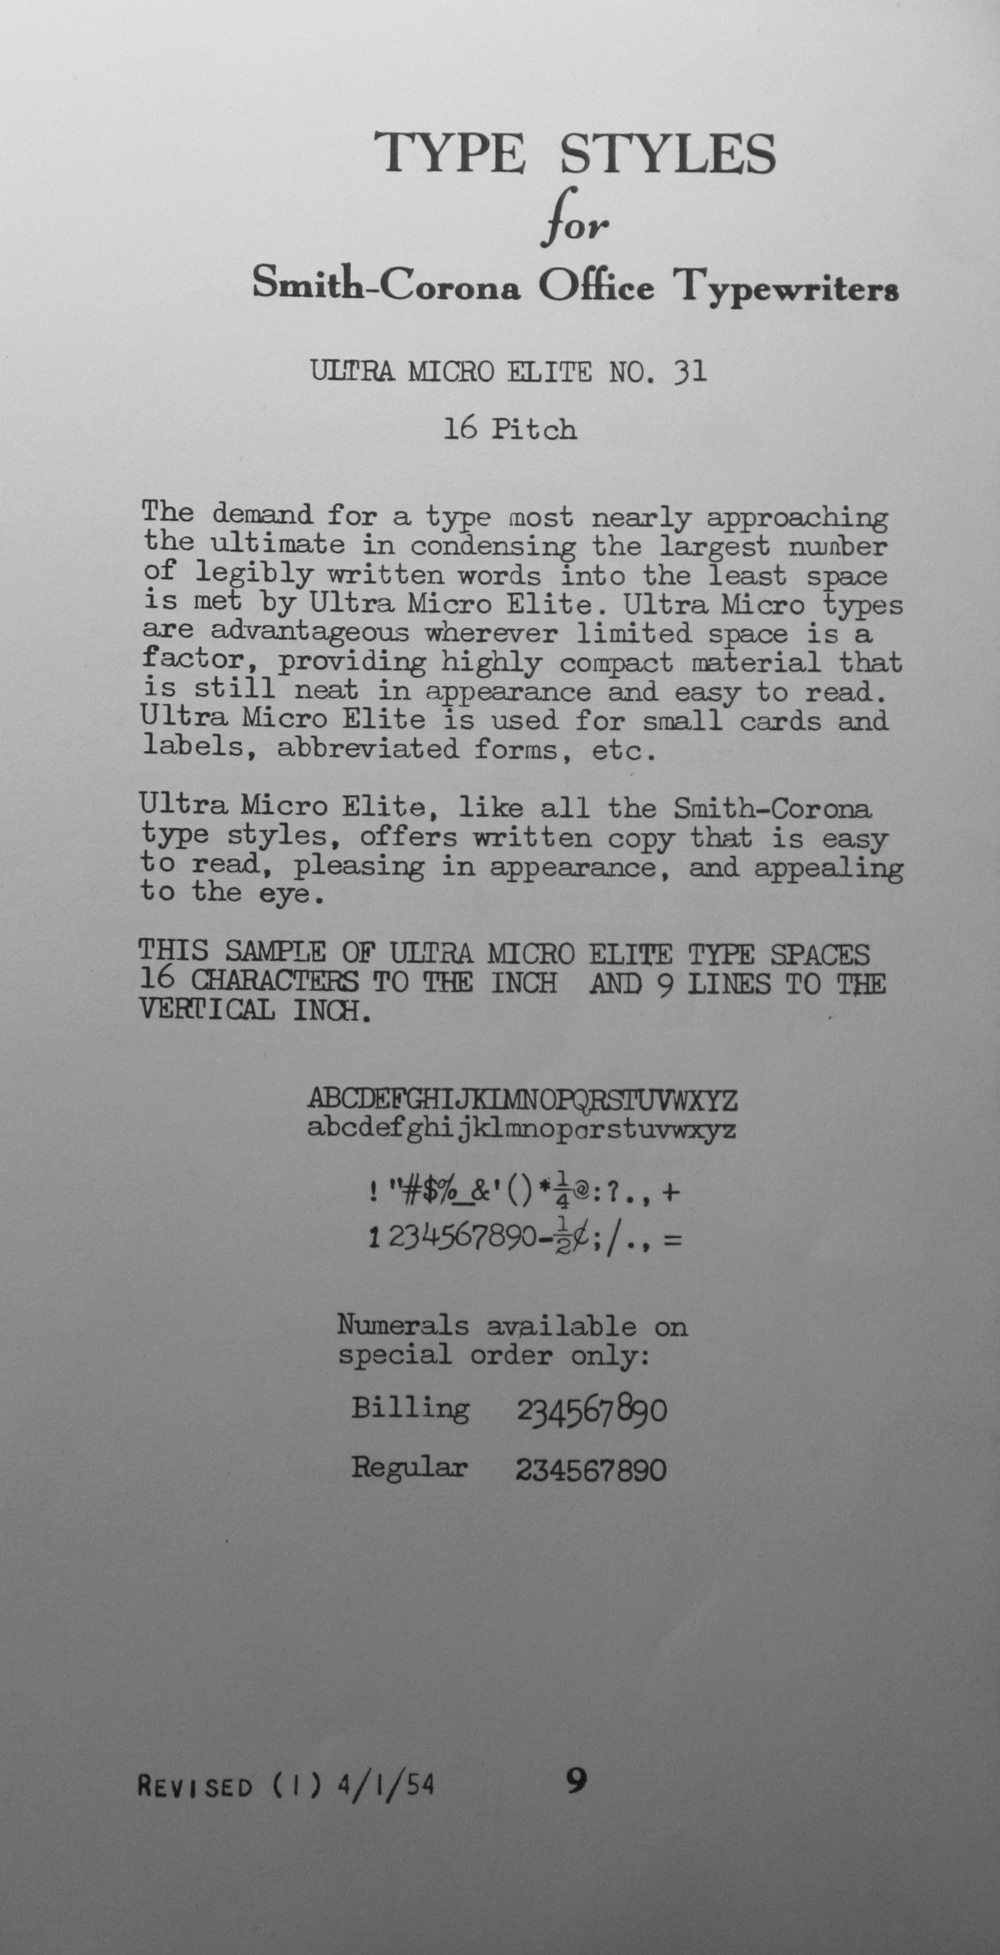 TYPE STYLES
for
Smith-Corona Office Typewriters
ULTRA MICRO ELITE NO. 31
16 Pitch
The demand for a type most nearly approaching
the ultimate in condensing the largest number
of legibly written words into the least space
is met by Ultra Micro Elite. Ultra Micro types
are advantageous wherever limited space is a
factor, providing highly compact material that
is still neat in appearance and easy to read.
Ultra Micro Elite is used for small cards and
labels, abbreviated forms, etc.
Ultra Micro Elite, like all the Smith-Corona
type styles, offers written copy that is easy
to read, pleasing in appearance, and appealing
to the eye.
THIS SAMPLE OF ULTRA MICRO ELITE TYPE SPACES
16 CHARACTERS TO THE INCH  AND 9 LINES TO THE
VERTICAL INCH.
ABCDEFGHIJKLMNOPQRSTUVWXYZ
abcdefghijklmnopqrstuvwxyz
! "#$%_&'()*¼@:?., +
1 234567890-½¢;/., =
Numerals available on
special order only:
Billing 234567890
Regular 234567890
REVISED (1) 4/1/54 9